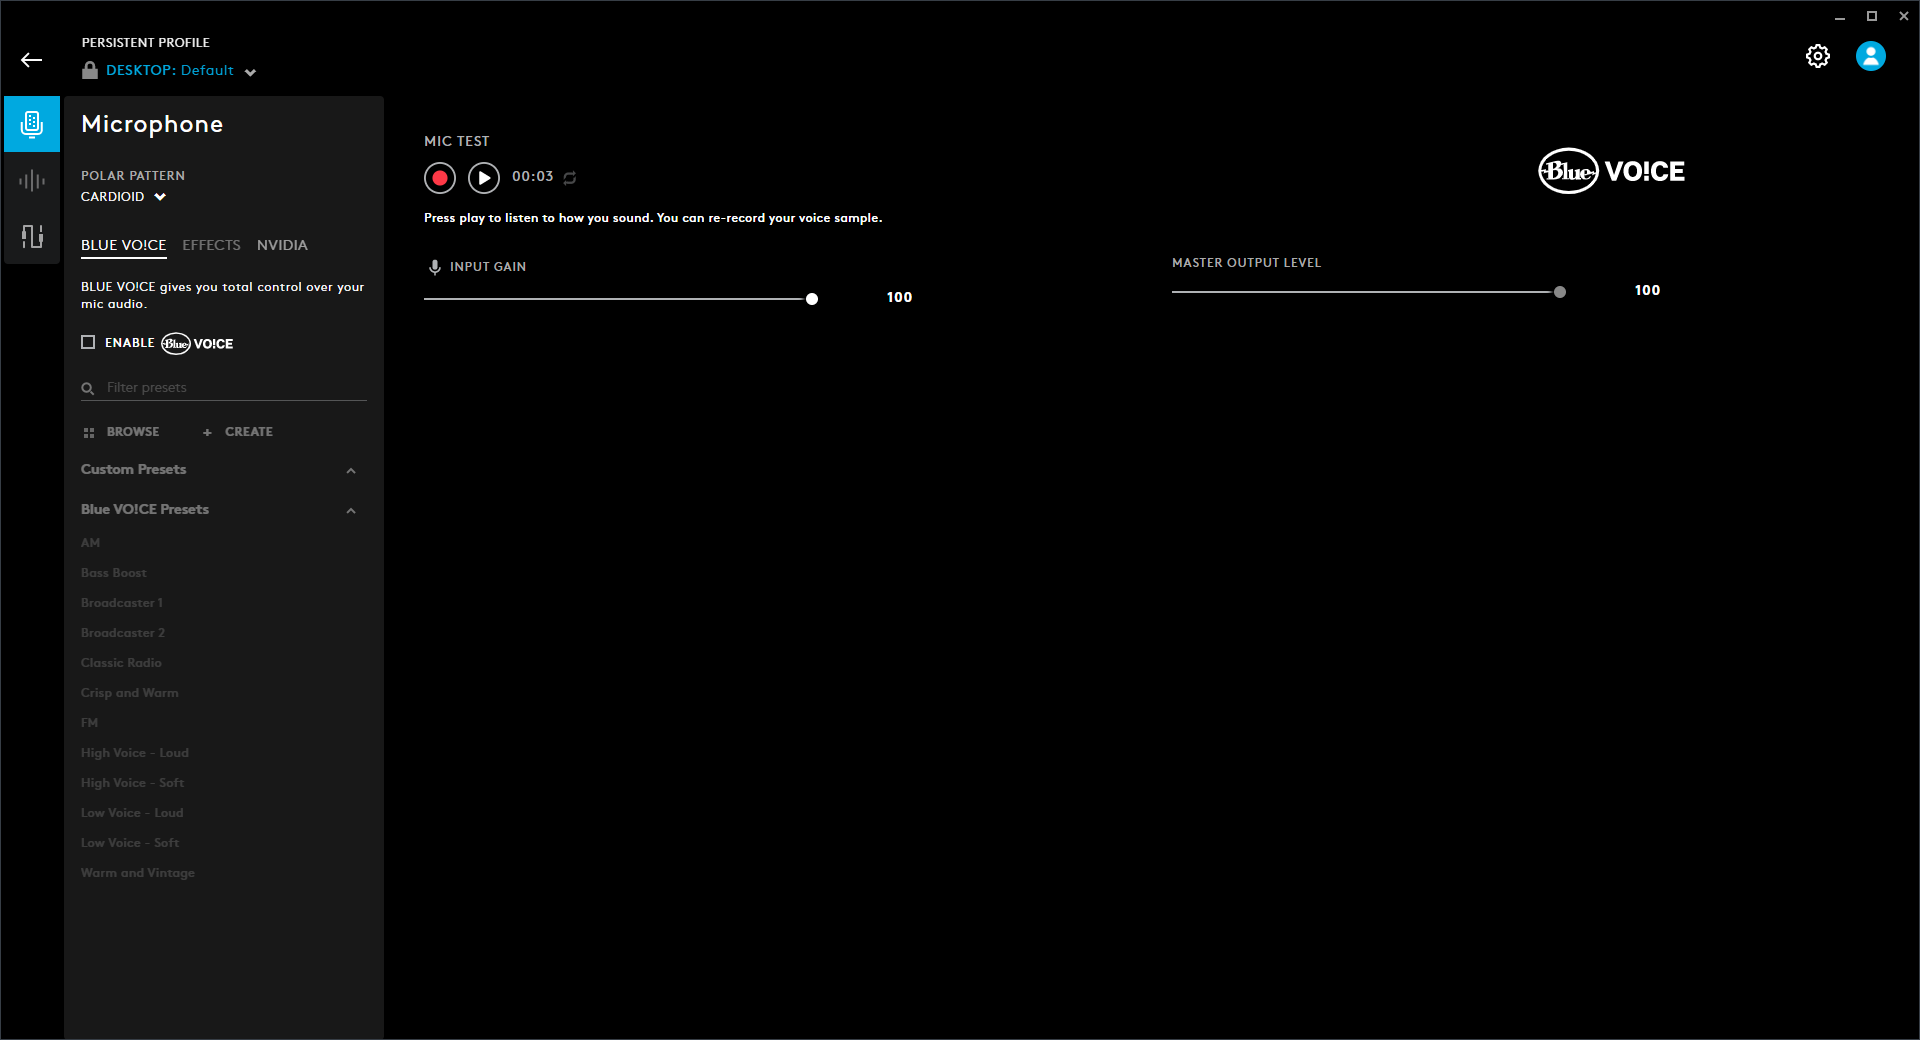 PERSISTENT PROFILE
DESKTOP: Default
Microphone
POLAR PATTERN
CARDIOID
BLUE VO!CE EFFECTS NVIDIA
BLUE VO!CE gives you total control over your
mic audio.
ENABLE Blue VO!CE
Filter presets
BROWSE + CREATE
Custom Presets
Blue VO!CE Presets
AM
Bass Boost
Broadcaster 1
Broadcaster 2
Classic Radio
Crisp and Warm
FM
High Voice - Loud
High Voice - Soft
Low Voice - Loud
Low Voice - Soft
Warm and Vintage
MIC TEST
00:03
Press play to listen to how you sound. You can re-record your voice sample.
INPUT GAIN
100
Blue VO!CE
MASTER OUTPUT LEVEL
100